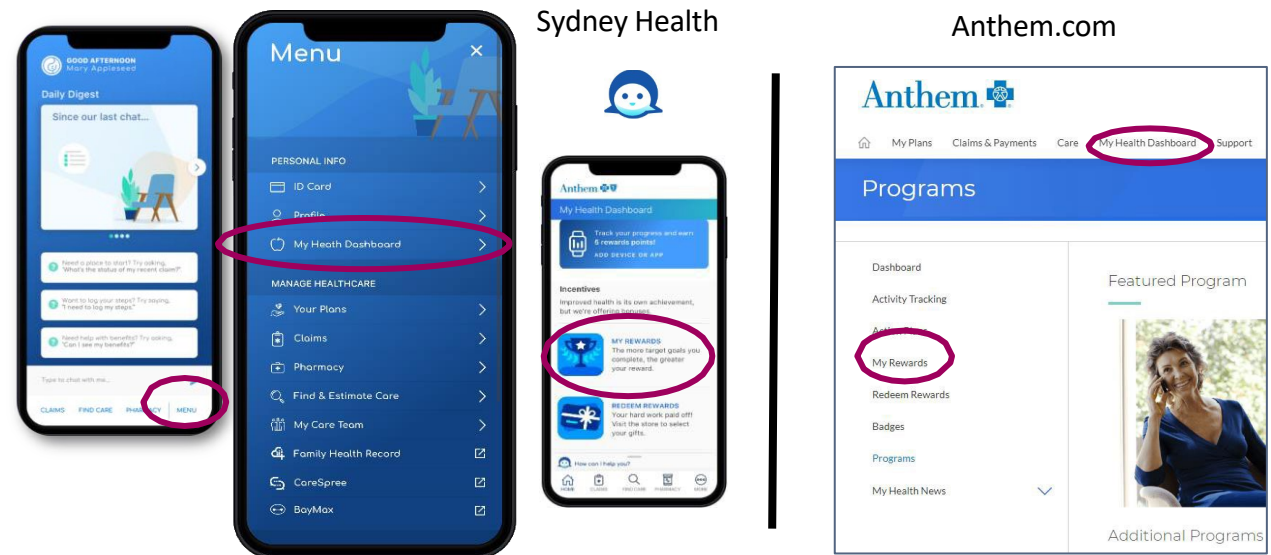 Sydney Health
Anthem.com
GOOD AFTERNOON
Mary Appleseed
Daily Digest
Since our last chat...
Need a place to start? Try asking,
"What's the status of my recent claim?"
Want to log your steps? Try saying,
"I need to log my steps."
Need help with benefits? Try asking,
"Can I see my benefits?"
Type to chat with me...
CLAIMS FIND CARE PHARMACY MENU
Menu
PERSONAL INFO
ID Card
Profile
My Heath Dashboard
MANAGE HEALTHCARE
Your Plans
Claims
Pharmacy
Find & Estimate Care
My Care Team
Family Health Record
CareSpree
BayMax
Anthem
My Health Dashboard
Track your progress and earn
5 rewards points!
ADD DEVICE OR APP
Incentives
Improved health is its own achievement,
but we're offering bonuses.
MY REWARDS
The more target goals you
complete, the greater
your reward.
REDEEM REWARDS
Your hard work paid off!
Visit the store to select
your gifts.
How can I help you?
HOME CLAIMS FIND CARE PHARMACY MORE
Anthem
My Plans Claims & Payments Care My Health Dashboard Support
Programs
Dashboard
Activity Tracking
My Rewards
Redeem Rewards
Badges
Programs
My Health News
Featured Program
Additional Programs